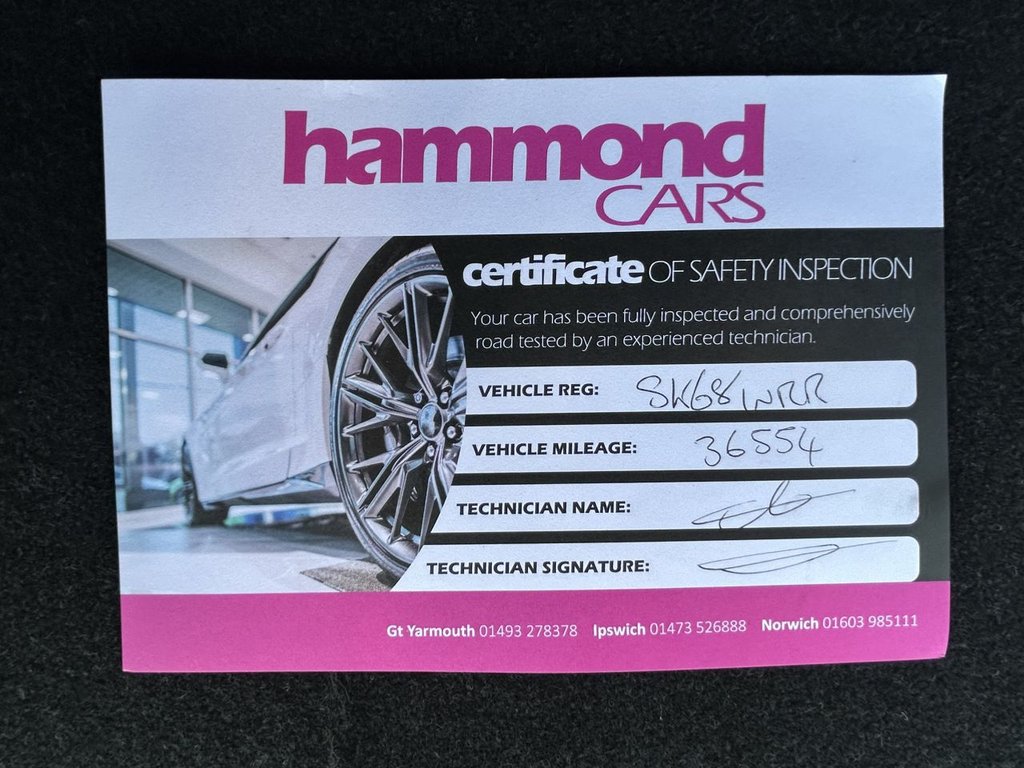 hammond
CARS
certificate OF SAFETY INSPECTION
Your car has been fully inspected and comprehensively
road tested by an experienced technician.
VEHICLE REG: SK68 WRR
VEHICLE MILEAGE: 36554
TECHNICIAN NAME:
TECHNICIAN SIGNATURE:
Gt Yarmouth 01493 278378 Ipswich 01473 526888 Norwich 01603 985111